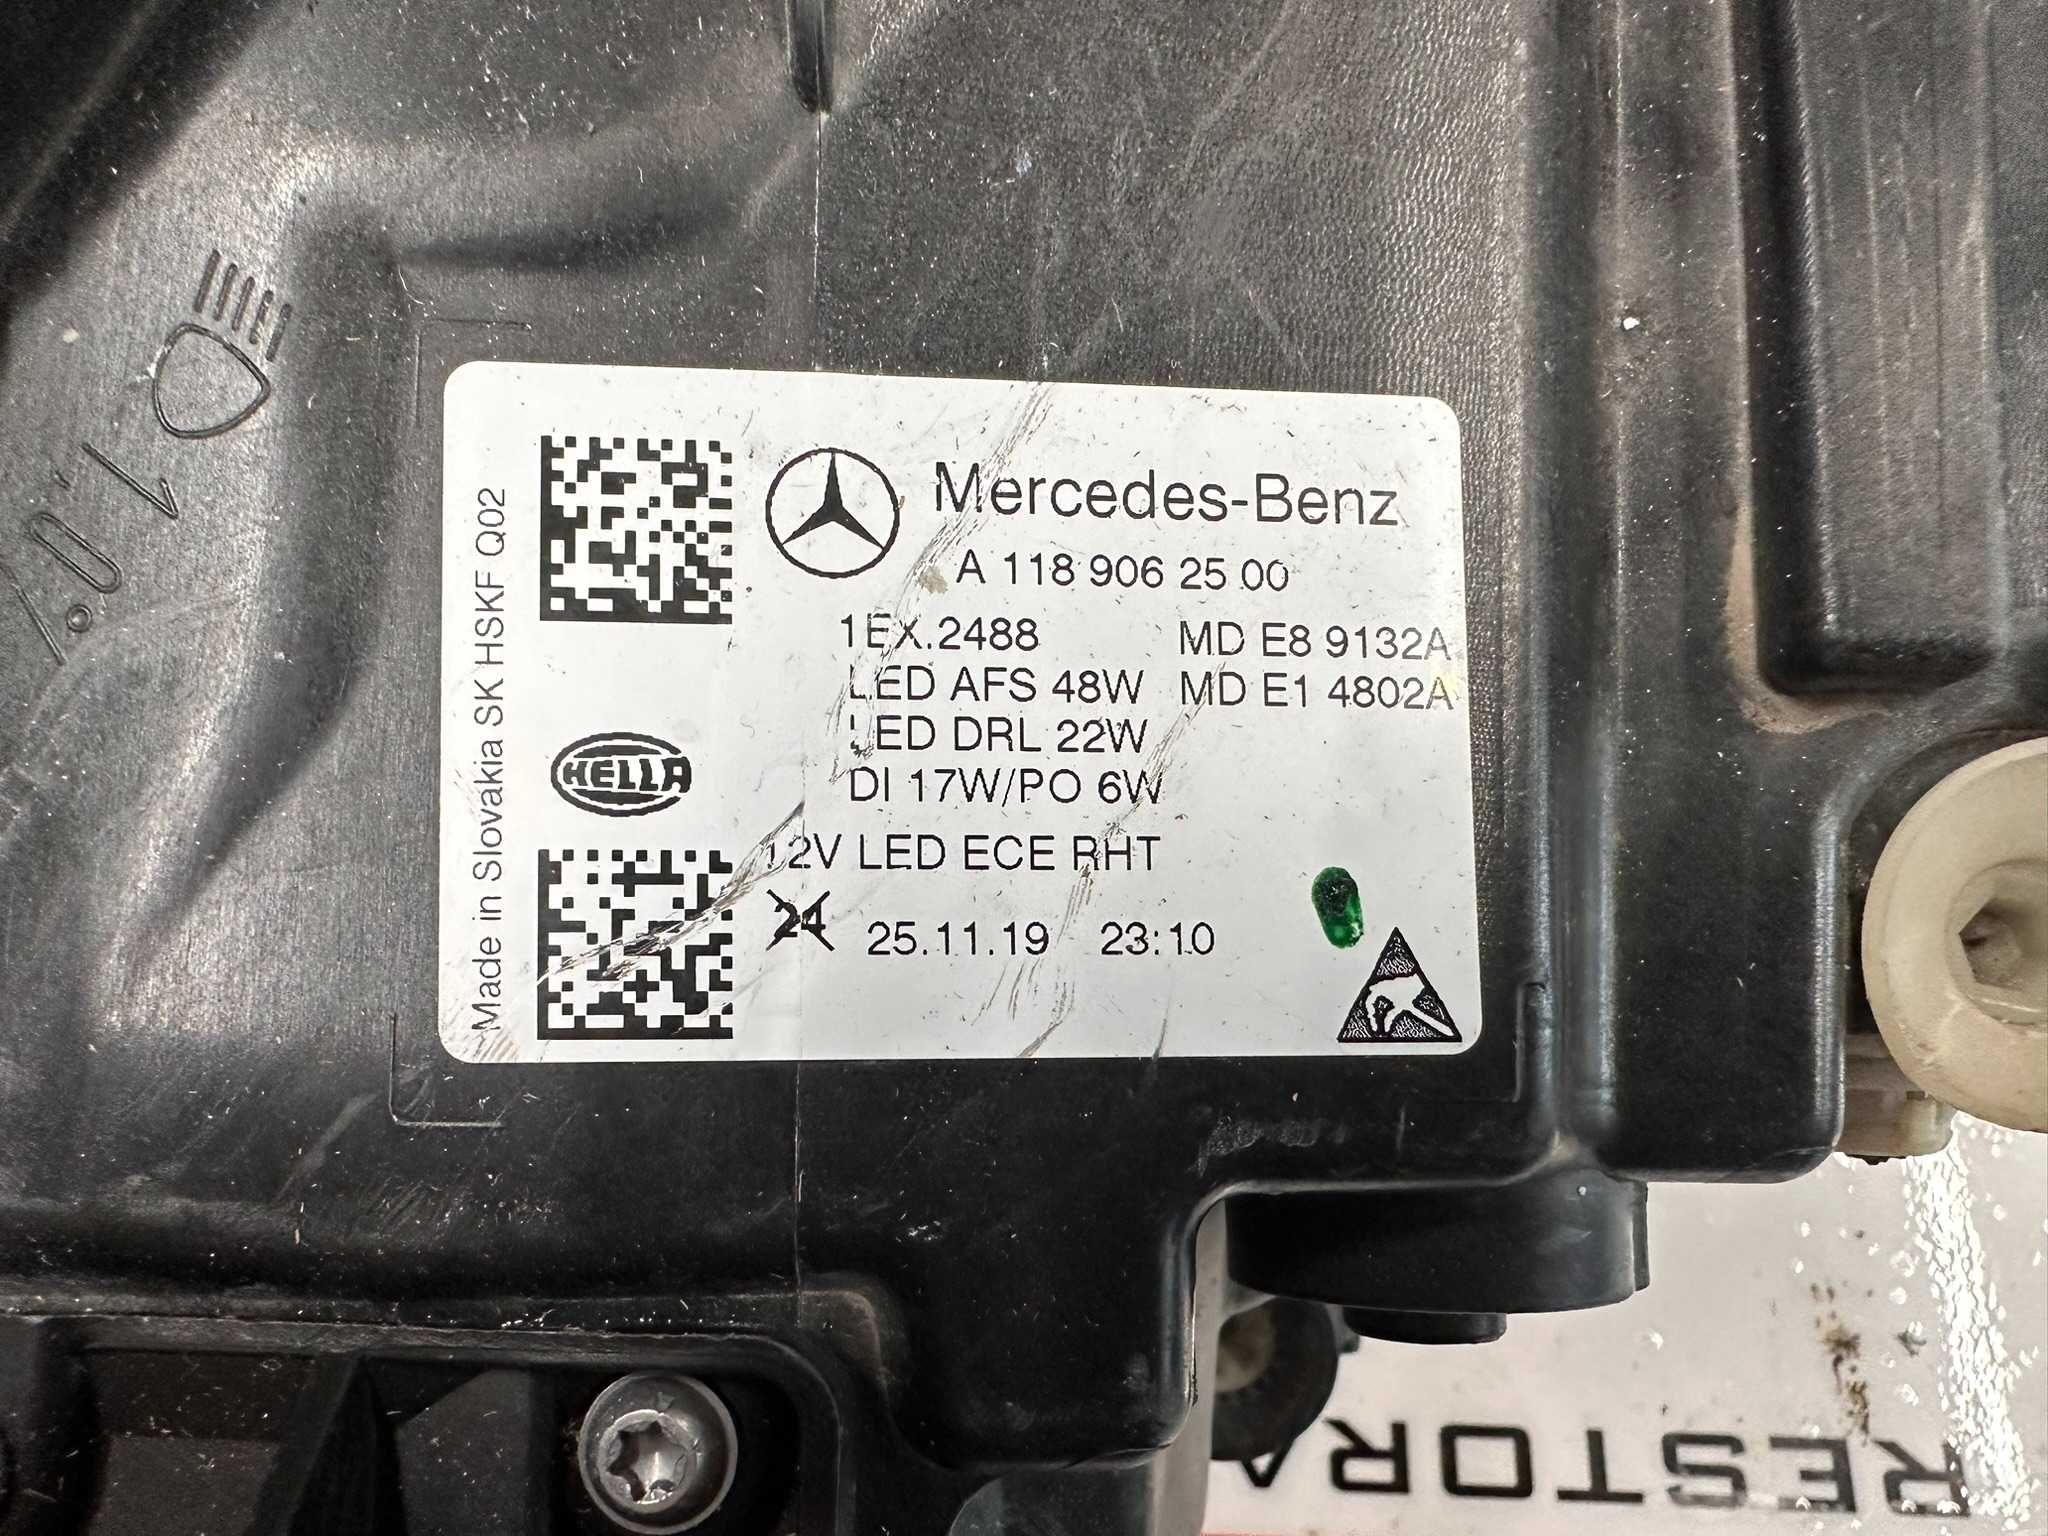 1,0%
Made in Slovakia SK HSKF Q02
Mercedes-Benz
A 118 906 25 00
1EX.2488 MD E8 9132A
LED AFS 48W MD E1 4802A
LED DRL 22W
DI 17W/PO 6W
HELLA
12V LED ECE RHT
24 25.11.19 23:10
RESTORA